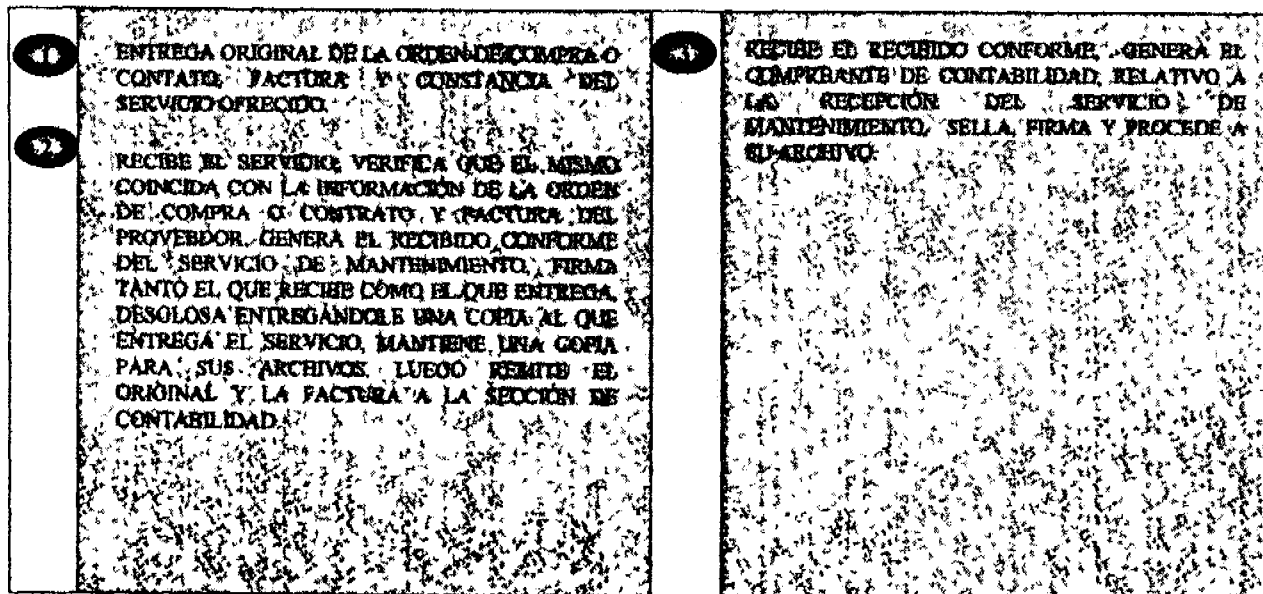 1
ENTREGA ORIGINAL DE LA ORDEN DE COMPRA O
CONTATO, FACTURA Y CONSTANCIA DEL
SERVICIO OFRECIDO.
2
RECIBE EL SERVICIO, VERIFICA QUE EL MISMO
COINCIDA CON LA INFORMACIÓN DE LA ORDEN
DE COMPRA O CONTRATO Y FACTURA DEL
PROVEEDOR. GENERA EL RECIBIDO CONFORME
DEL SERVICIO DE MANTENIMIENTO, FIRMA
TANTO EL QUE RECIBE COMO EL QUE ENTREGA,
DESGLOSA ENTREGÁNDOLE UNA COPIA AL QUE
ENTREGA EL SERVICIO, MANTIENE UNA COPIA
PARA SUS ARCHIVOS. LUEGO REMITE EL
ORIGINAL Y LA FACTURA A LA SECCIÓN DE
CONTABILIDAD.
3
RECIBE EL RECIBIDO CONFORME, GENERA EL
COMPRBANTE DE CONTABILIDAD, RELATIVO A
LA RECEPCIÓN DEL SERVICIO DE
MANTENIMIENTO, SELLA, FIRMA Y PROCEDE A
SU ARCHIVO.